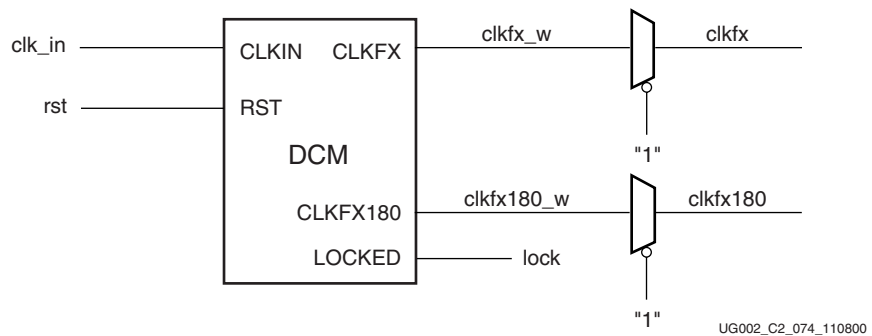 clk_in
CLKIN
CLKFX
clkfx_w
clkfx
rst
RST
"1"
DCM
CLKFX180
clkfx180_w
clkfx180
LOCKED
lock
"1"
UG002_C2_074_110800